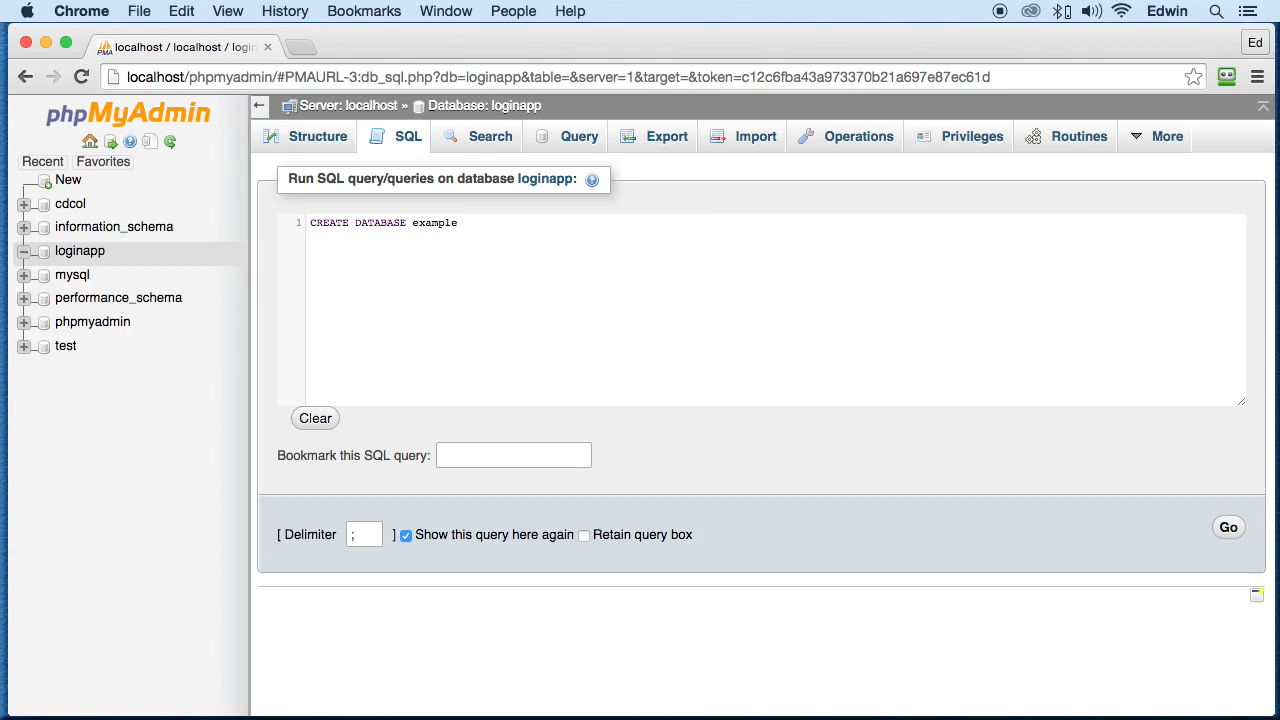 Chrome File Edit View History Bookmarks Window People Help Edwin
localhost / localhost / login
Ed
localhost/phpmyadmin/#PMAURL-3:db_sql.php?db=loginapp&table=&server=1&target=&token=c12c6fba43a973370b21a697e87ec61d
phpMyAdmin
Server: localhost » Database: loginapp
Structure SQL Search Query Export Import Operations Privileges Routines More
Recent Favorites
New
cdcol
information_schema
loginapp
mysql
performance_schema
phpmyadmin
test
Run SQL query/queries on database loginapp:
1 CREATE DATABASE example
Clear
Bookmark this SQL query:
[ Delimiter ; ] Show this query here again Retain query box
Go